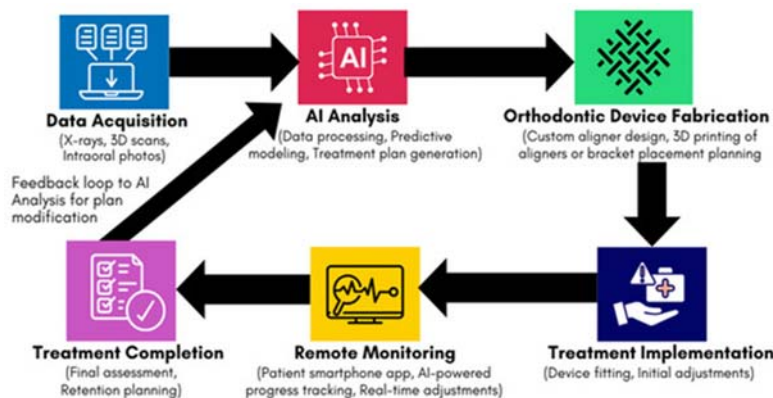 AI
Data Acquisition
(X-rays, 3D scans,
Intraoral photos)
AI Analysis
(Data processing, Predictive
modeling, Treatment plan generation)
Orthodontic Device Fabrication
(Custom aligner design, 3D printing of
aligners or bracket placement planning
Feedback loop to AI
Analysis for plan
modification
Treatment Completion
(Final assessment,
Retention planning)
Remote Monitoring
(Patient smartphone app, AI-powered
progress tracking, Real-time adjustments)
Treatment Implementation
(Device fitting, Initial adjustments)